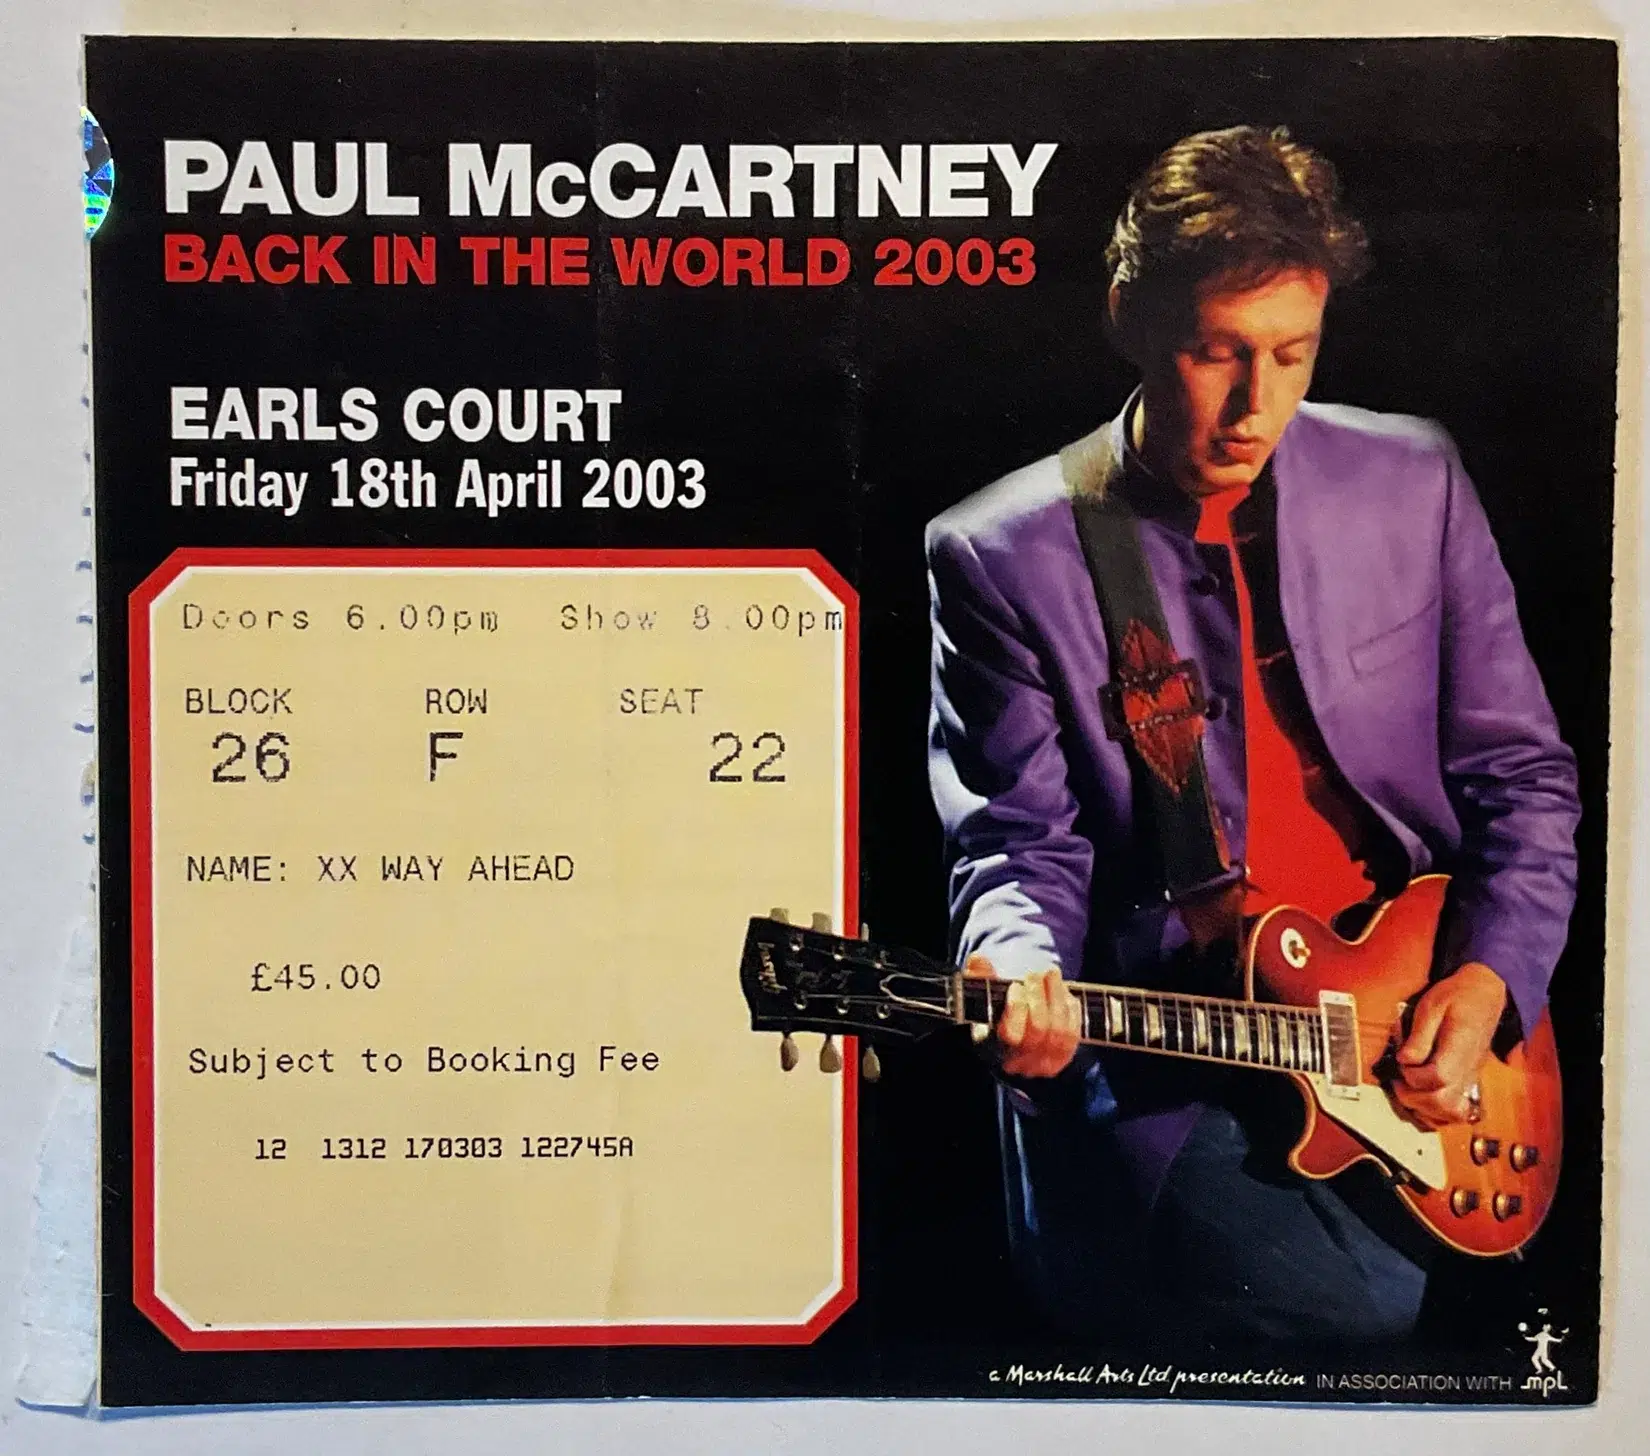 PAUL McCARTNEY
BACK IN THE WORLD 2003
EARLS COURT
Friday 18th April 2003
Doors 6.00pm Show 8.00pm
BLOCK ROW SEAT
26 F 22
NAME: XX WAY AHEAD
£45.00
Subject to Booking Fee
12 1312 170303 122745A
a Marshall Arts Ltd presentation IN ASSOCIATION WITH mpl